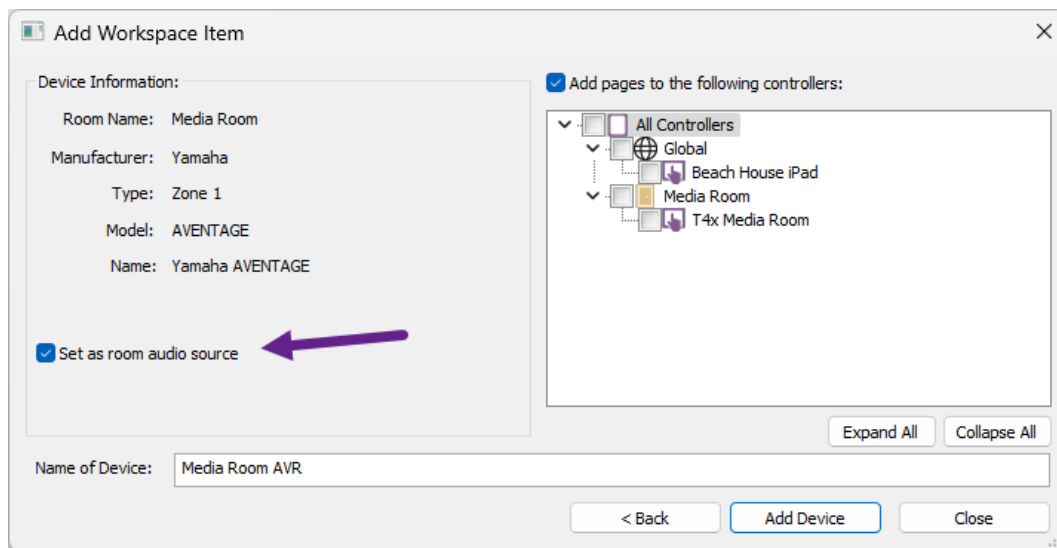 Add Workspace Item
Device Information:
Room Name: Media Room
Manufacturer: Yamaha
Type: Zone 1
Model: AVENTAGE
Name: Yamaha AVENTAGE
Set as room audio source
Add pages to the following controllers:
All Controllers
Global
Beach House iPad
Media Room
T4x Media Room
Expand All
Collapse All
Name of Device: Media Room AVR
< Back
Add Device
Close